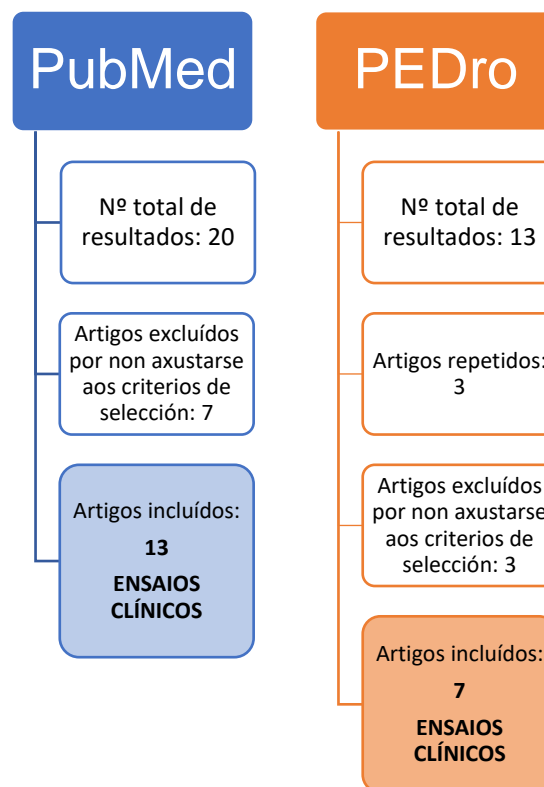 PubMed
Nº total de
resultados: 20
Artigos excluídos
por non axustarse
aos criterios de
selección: 7
Artigos incluídos:
13
ENSAIOS
CLÍNICOS
PEDro
Nº total de
resultados: 13
Artigos repetidos:
3
Artigos excluídos
por non axustarse
aos criterios de
selección: 3
Artigos incluídos:
7
ENSAIOS
CLÍNICOS